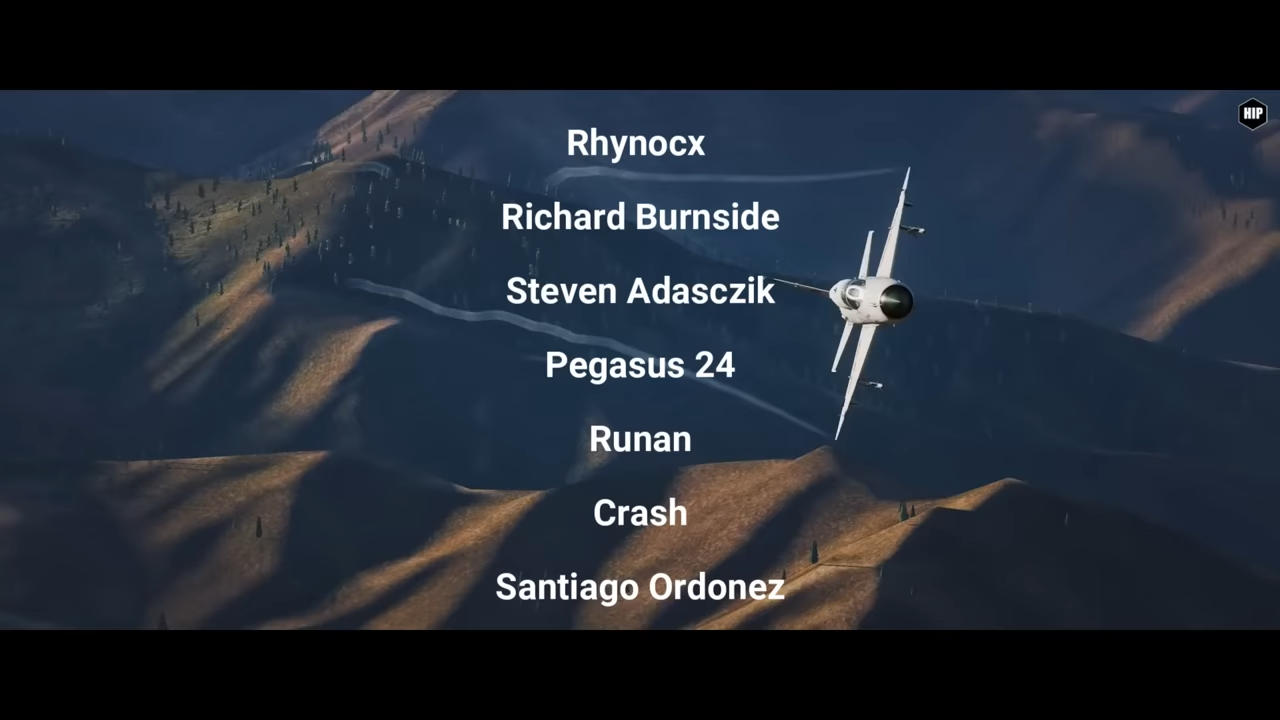 HIP
Rhynocx
Richard Burnside
Steven Adasczik
Pegasus 24
Runan
Crash
Santiago Ordonez